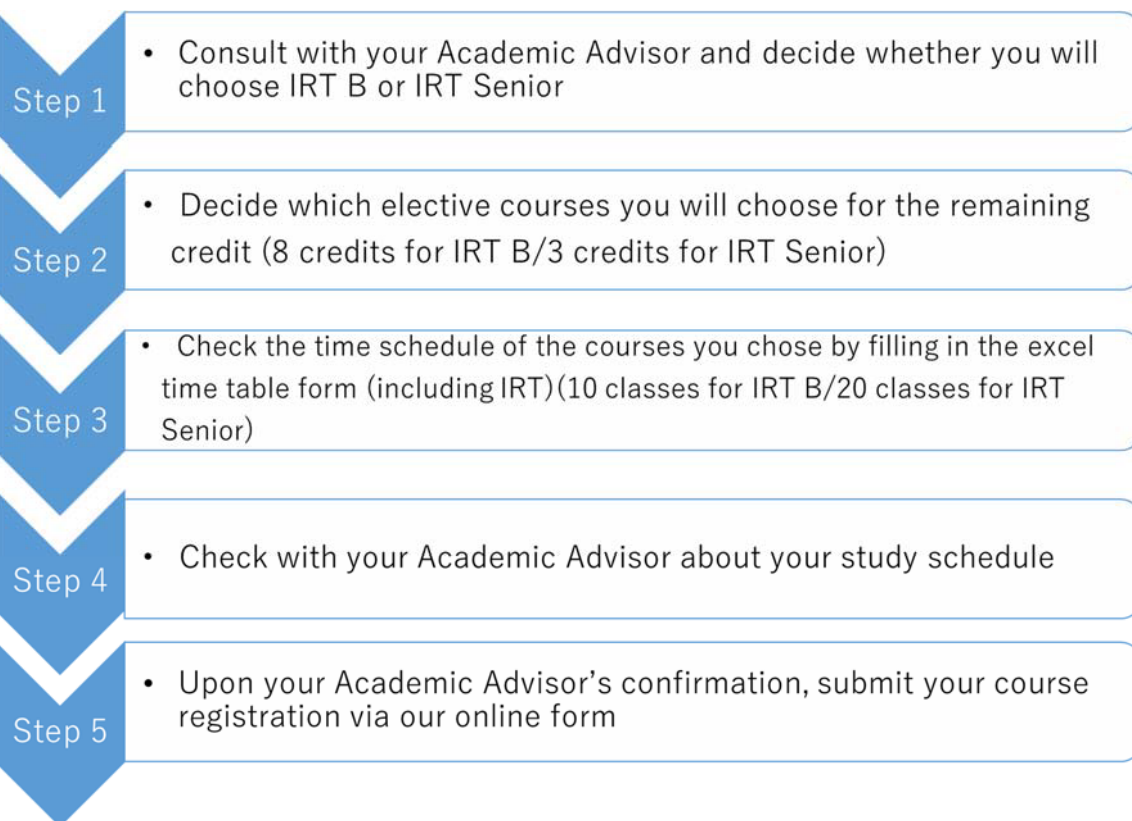 Step 1
• Consult with your Academic Advisor and decide whether you will
choose IRT B or IRT Senior
Step 2
• Decide which elective courses you will choose for the remaining
credit (8 credits for IRT B/3 credits for IRT Senior)
Step 3
• Check the time schedule of the courses you chose by filling in the excel
time table form (including IRT)(10 classes for IRT B/20 classes for IRT
Senior)
Step 4
• Check with your Academic Advisor about your study schedule
Step 5
• Upon your Academic Advisor’s confirmation, submit your course
registration via our online form